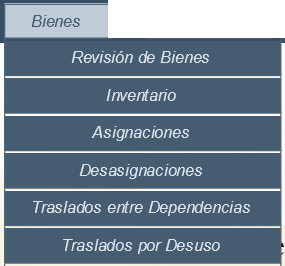 Bienes
Revisión de Bienes
Inventario
Asignaciones
Desasignaciones
Traslados entre Dependencias
Traslados por Desuso